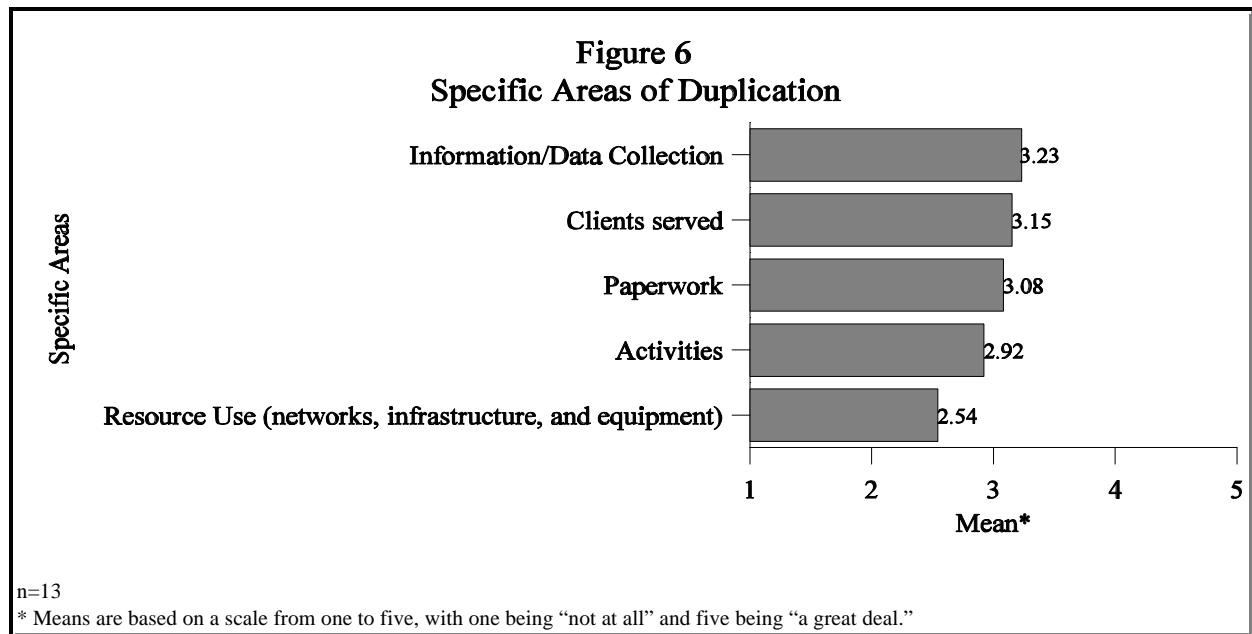 Figure 6
Specific Areas of Duplication
Specific Areas
Information/Data Collection
3.23
Clients served
3.15
Paperwork
3.08
Activities
2.92
Resource Use (networks, infrastructure, and equipment)
2.54
1 2 3 4 5
Mean*
n=13
* Means are based on a scale from one to five, with one being “not at all” and five being “a great deal.”